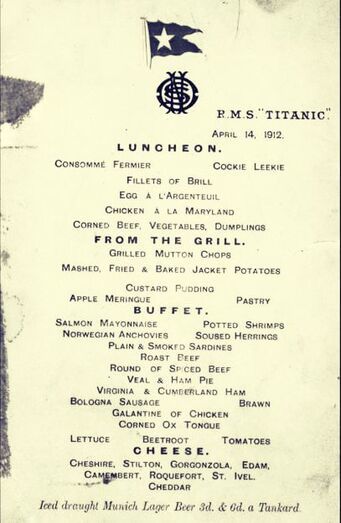 R.M.S. "TITANIC."
APRIL 14, 1912.
LUNCHEON.
CONSOMMÉ FERMIER COCKIE LEEKIE
FILLETS OF BRILL
EGG À L'ARGENTEUIL
CHICKEN À LA MARYLAND
CORNED BEEF, VEGETABLES, DUMPLINGS
FROM THE GRILL.
GRILLED MUTTON CHOPS
MASHED, FRIED & BAKED JACKET POTATOES
CUSTARD PUDDING
APPLE MERINGUE PASTRY
BUFFET.
SALMON MAYONNAISE POTTED SHRIMPS
NORWEGIAN ANCHOVIES SOUSED HERRINGS
PLAIN & SMOKED SARDINES
ROAST BEEF
ROUND OF SPICED BEEF
VEAL & HAM PIE
VIRGINIA & CUMBERLAND HAM
BOLOGNA SAUSAGE BRAWN
GALANTINE OF CHICKEN
CORNED OX TONGUE
LETTUCE BEETROOT TOMATOES
CHEESE.
CHESHIRE, STILTON, GORGONZOLA, EDAM,
CAMEMBERT, ROQUEFORT, ST. IVEL.
CHEDDAR
Iced draught Munich Lager Beer 3d. & 6d. a Tankard.